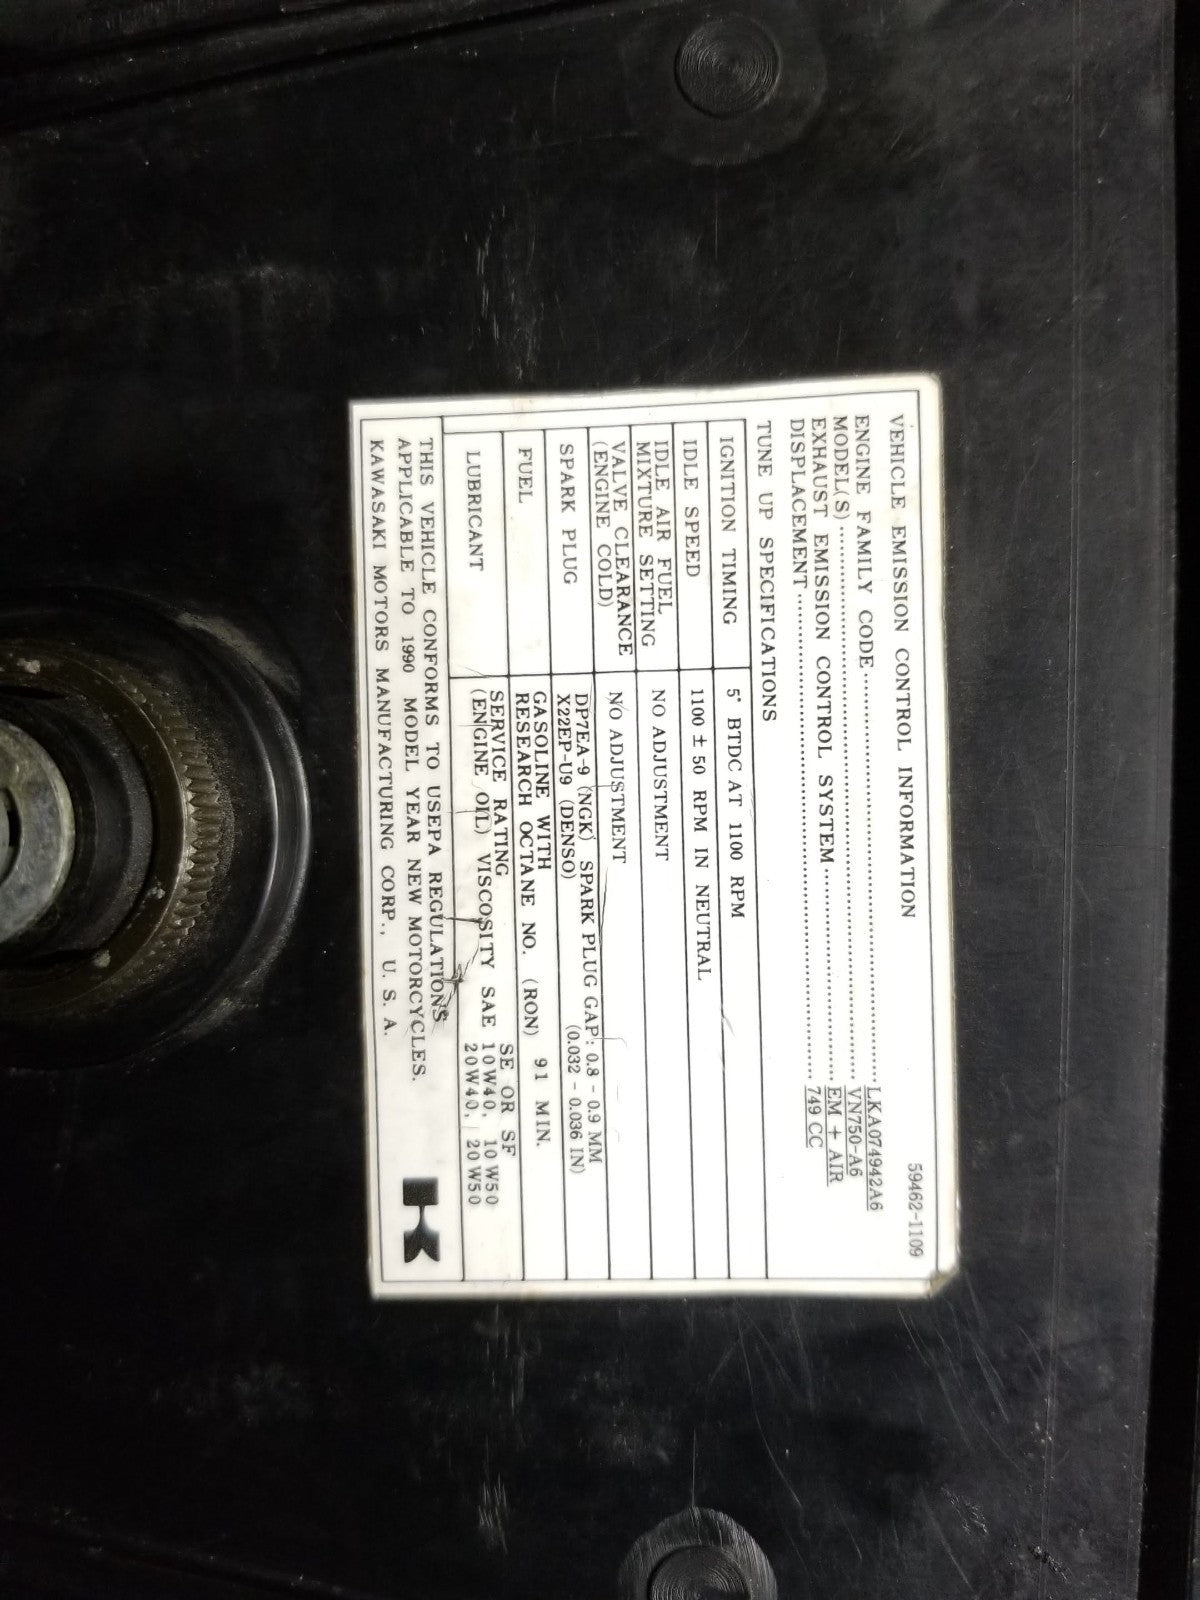 59462-1109
VEHICLE EMISSION CONTROL INFORMATION
ENGINE FAMILY CODE ........................................ LKA074942A6
MODEL(S) ........................................ VN750-A6
EXHAUST EMISSION CONTROL SYSTEM ........................................ EM + AIR
DISPLACEMENT ........................................ 749 CC
TUNE UP SPECIFICATIONS
IGNITION TIMING 5° BTDC AT 1100 RPM
IDLE SPEED 1100 ± 50 RPM IN NEUTRAL
IDLE AIR FUEL
MIXTURE SETTING NO ADJUSTMENT
VALVE CLEARANCE
(ENGINE COLD) NO ADJUSTMENT
SPARK PLUG DP7EA-9 (NGK) SPARK PLUG GAP: 0.8 - 0.9 MM
X22EP-U9 (DENSO) (0.032 - 0.036 IN)
FUEL GASOLINE WITH
RESEARCH OCTANE NO. (RON) 91 MIN.
LUBRICANT SERVICE RATING SE OR SF
(ENGINE OIL) VISCOSITY SAE 10W40, 10W50
20W40, 20W50
THIS VEHICLE CONFORMS TO USEPA REGULATIONS
APPLICABLE TO 1990 MODEL YEAR NEW MOTORCYCLES.
KAWASAKI MOTORS MANUFACTURING CORP., U. S. A.